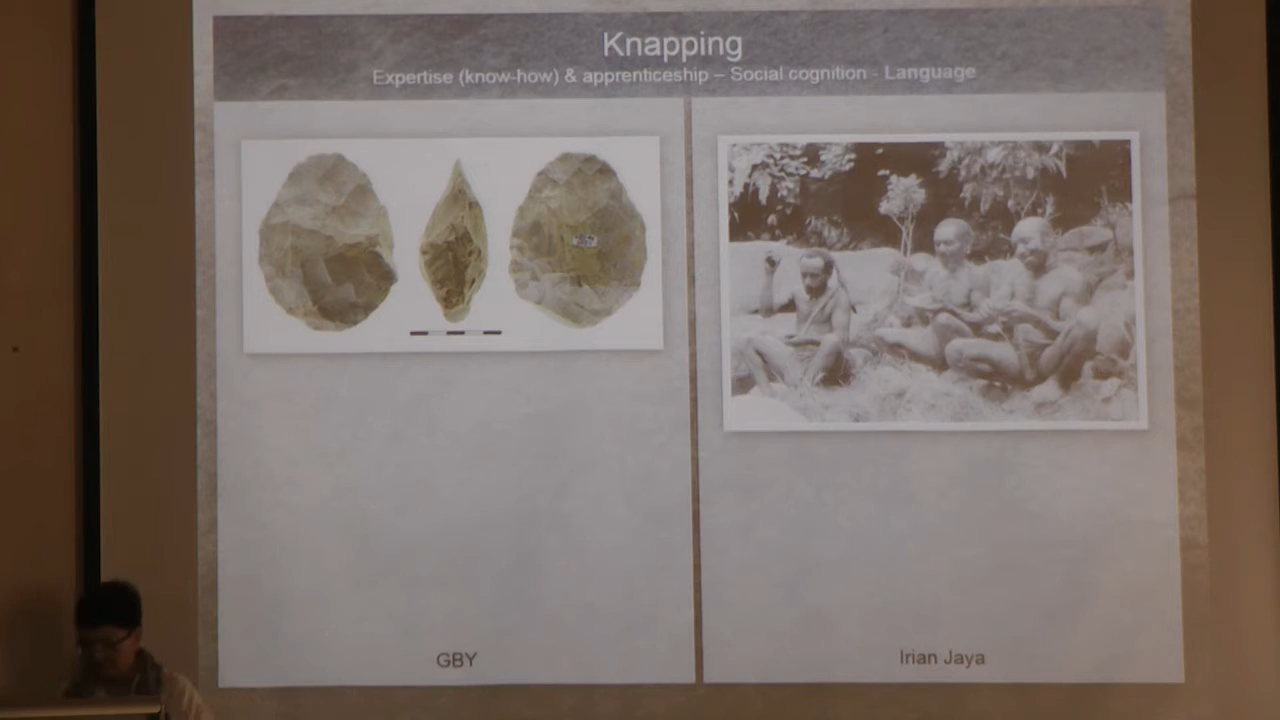 Knapping
Expertise (know-how) & apprenticeship – Social cognition - Language
GBY
Irian Jaya